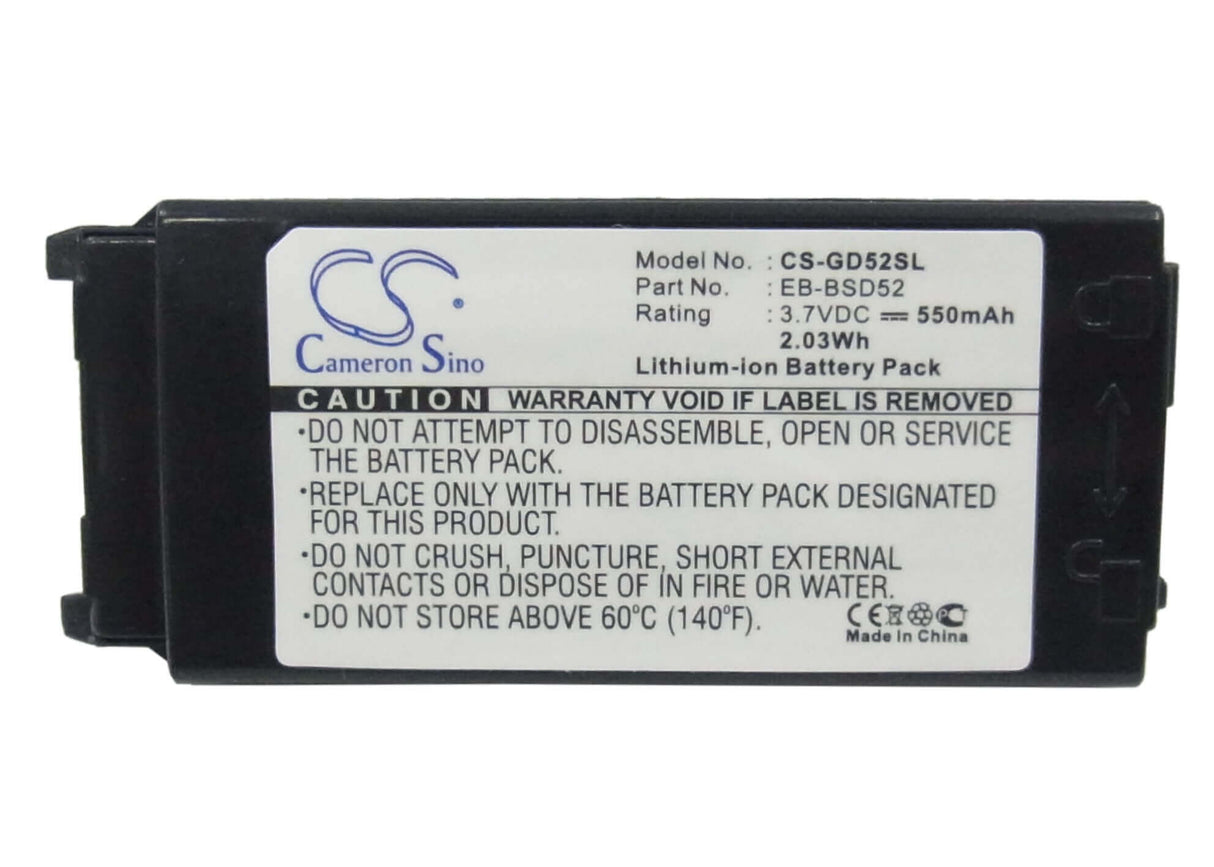 CS
Cameron Sino
Model No. : CS-GD52SL
Part No. : EB-BSD52
Rating : 3.7VDC ⎓ 550mAh
2.03Wh
Lithium-ion Battery Pack
CAUTION WARRANTY VOID IF LABEL IS REMOVED
·DO NOT ATTEMPT TO DISASSEMBLE, OPEN OR SERVICE
THE BATTERY PACK.
·REPLACE ONLY WITH THE BATTERY PACK DESIGNATED
FOR THIS PRODUCT.
·DO NOT CRUSH, PUNCTURE, SHORT EXTERNAL
CONTACTS OR DISPOSE OF IN FIRE OR WATER.
·DO NOT STORE ABOVE 60°C (140°F).
CE
Made in China